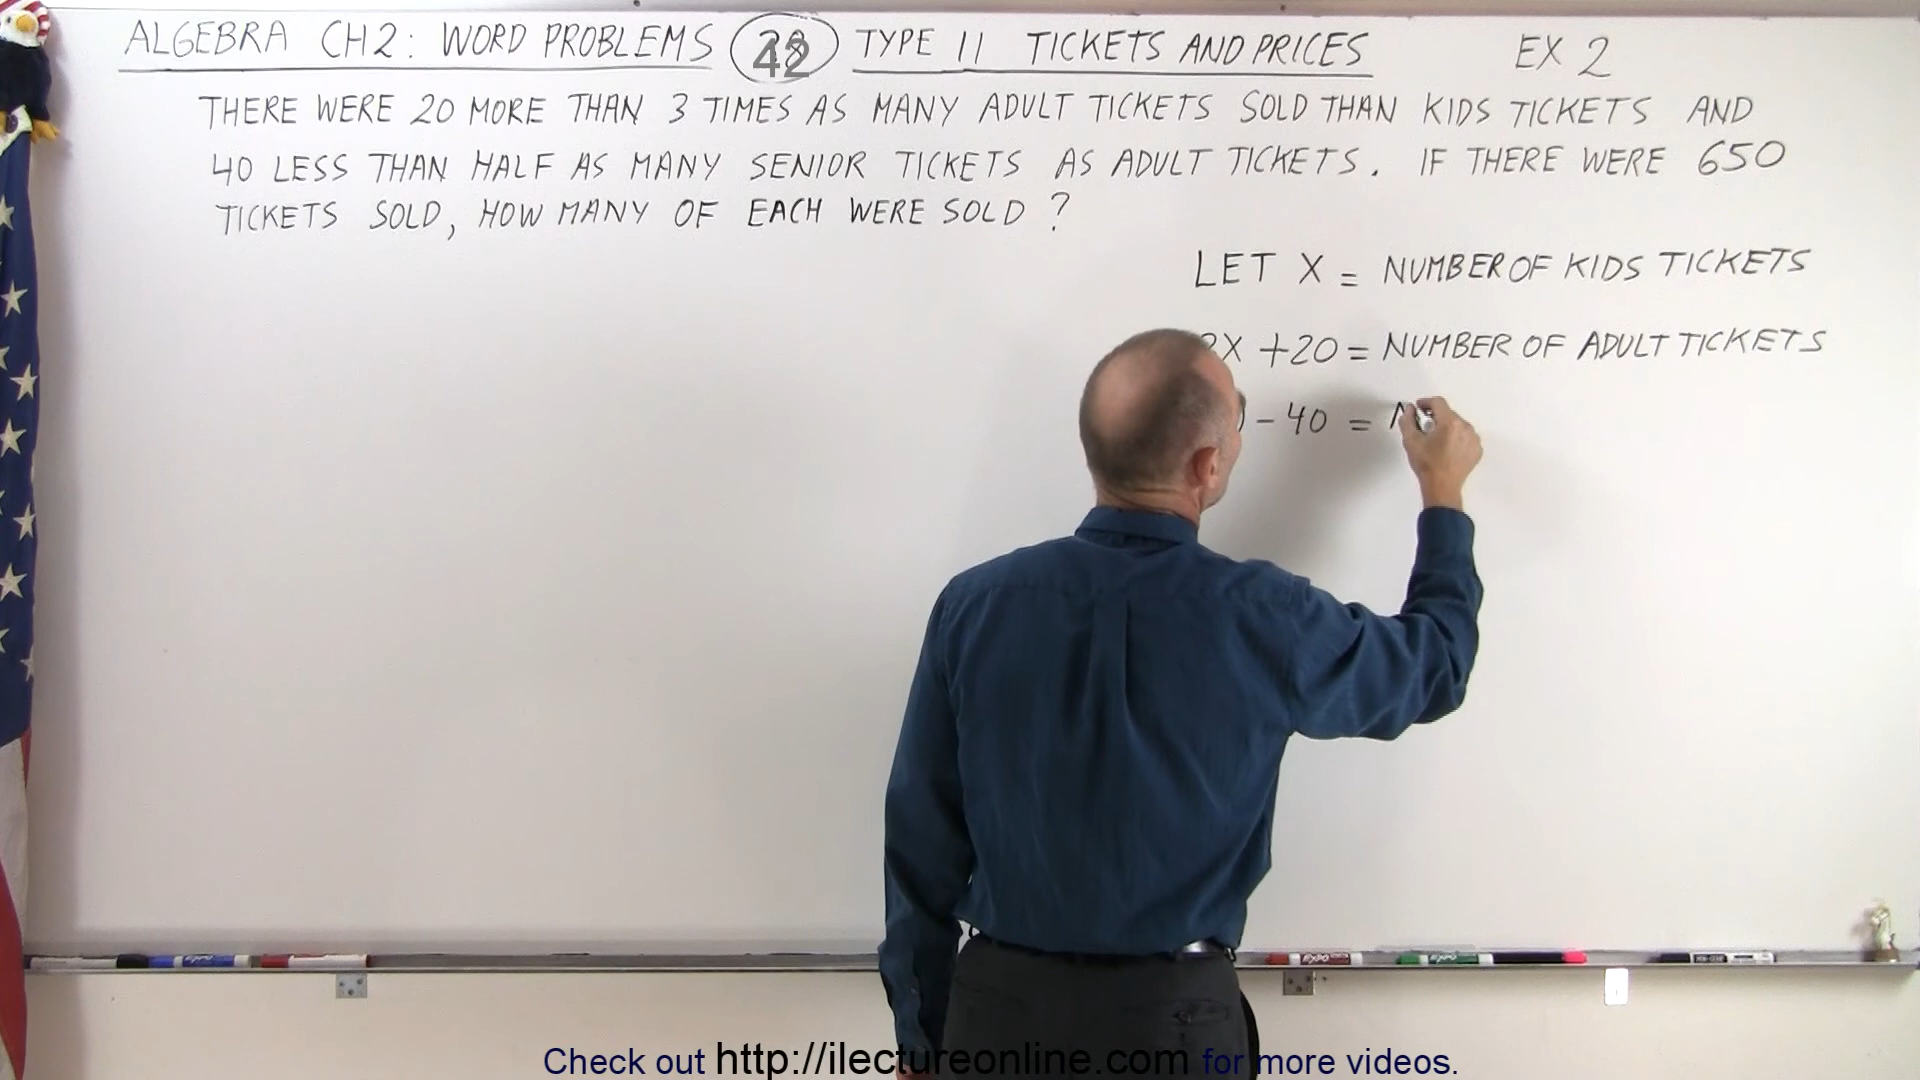 ALGEBRA CH2: WORD PROBLEMS 42 TYPE 11 TICKETS AND PRICES EX 2
THERE WERE 20 MORE THAN 3 TIMES AS MANY ADULT TICKETS SOLD THAN KIDS TICKETS AND
40 LESS THAN HALF AS MANY SENIOR TICKETS AS ADULT TICKETS. IF THERE WERE 650
TICKETS SOLD, HOW MANY OF EACH WERE SOLD ?
LET X = NUMBER OF KIDS TICKETS
X + 20 = NUMBER OF ADULT TICKETS
) - 40 =
Check out http://ilectureonline.com for more videos.